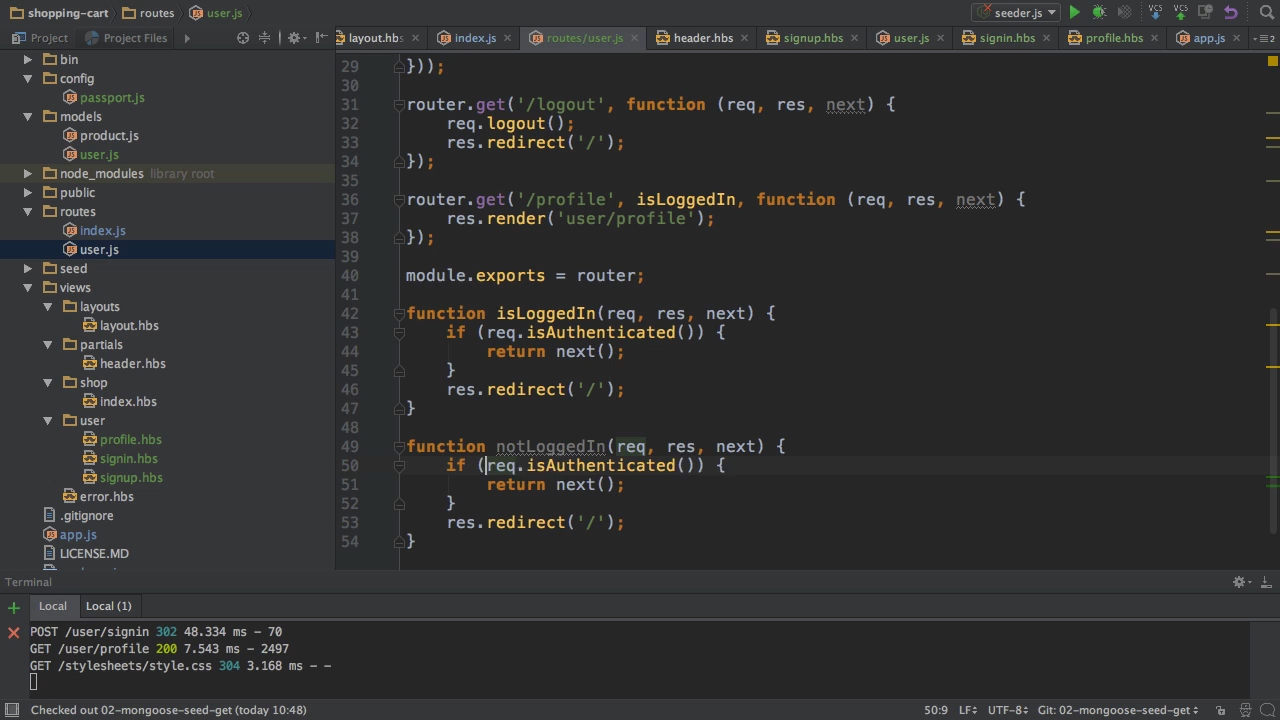 shopping-cart routes user.js seeder.js VCS VCS
Project Project Files layout.hbs index.js routes/user.js header.hbs signup.hbs user.js signin.hbs profile.hbs app.js 2
bin
config
passport.js
models
product.js
user.js
node_modules library root
public
routes
index.js
user.js
seed
views
layouts
layout.hbs
partials
header.hbs
shop
index.hbs
user
profile.hbs
signin.hbs
signup.hbs
error.hbs
.gitignore
app.js
LICENSE.MD
29 }));
30
31 router.get('/logout', function (req, res, next) {
32 req.logout();
33 res.redirect('/');
34 });
35
36 router.get('/profile', isLoggedIn, function (req, res, next) {
37 res.render('user/profile');
38 });
39
40 module.exports = router;
41
42 function isLoggedIn(req, res, next) {
43 if (req.isAuthenticated()) {
44 return next();
45 }
46 res.redirect('/');
47 }
48
49 function notLoggedIn(req, res, next) {
50 if (req.isAuthenticated()) {
51 return next();
52 }
53 res.redirect('/');
54 }
Terminal
Local Local (1)
POST /user/signin 302 48.334 ms - 70
GET /user/profile 200 7.543 ms - 2497
GET /stylesheets/style.css 304 3.168 ms - -
Checked out 02-mongoose-seed-get (today 10:48) 50:9 LF UTF-8 Git: 02-mongoose-seed-get